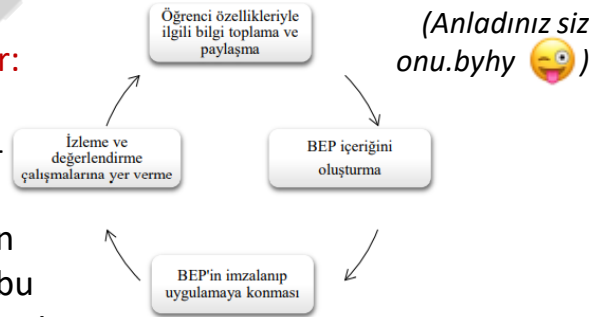 Öğrenci özellikleriyle
ilgili bilgi toplama ve
paylaşma
(Anladınız siz
onu.byhy 😜 )
r:
İzleme ve
değerlendirme
çalışmalarına yer verme
BEP içeriğini
oluşturma
n
bu
BEP'in imzalanıp
uygulamaya konması